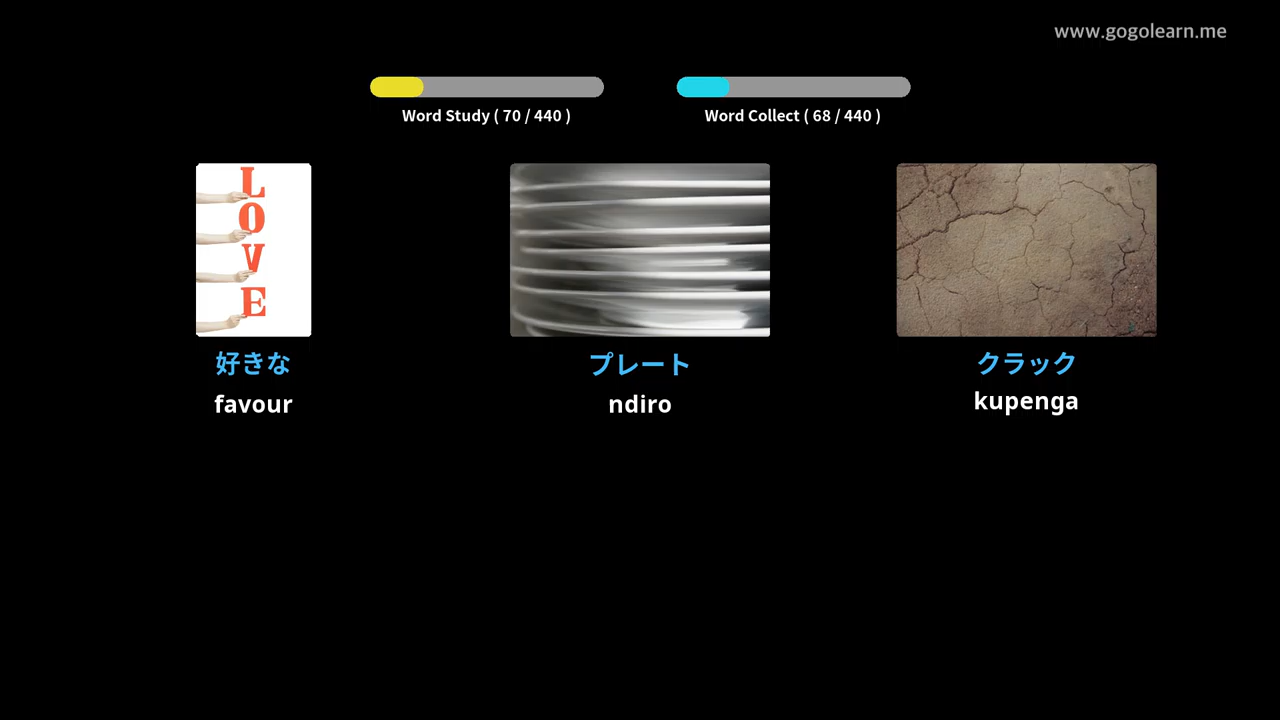 www.gogolearn.me
Word Study ( 70 / 440 )
Word Collect ( 68 / 440 )
L
O
V
E
好きな
favour
プレート
ndiro
クラック
kupenga